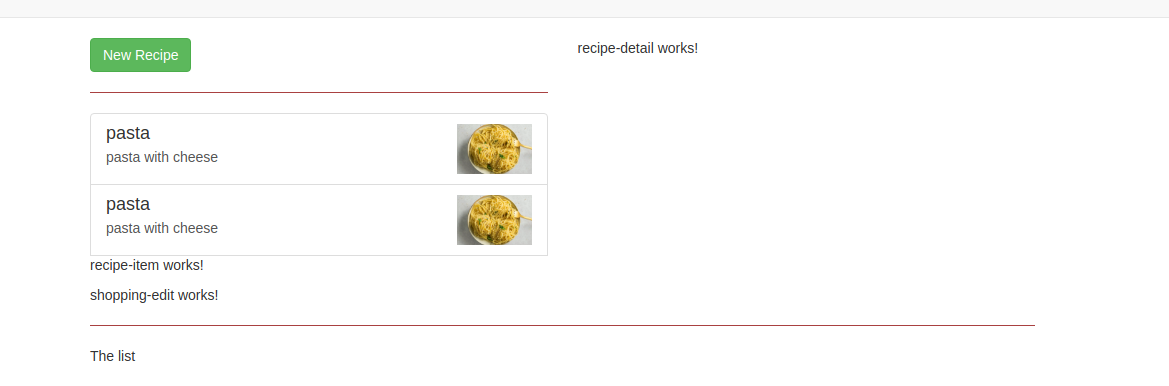 New Recipe
recipe-detail works!
pasta
pasta with cheese
pasta
pasta with cheese
recipe-item works!
shopping-edit works!
The list